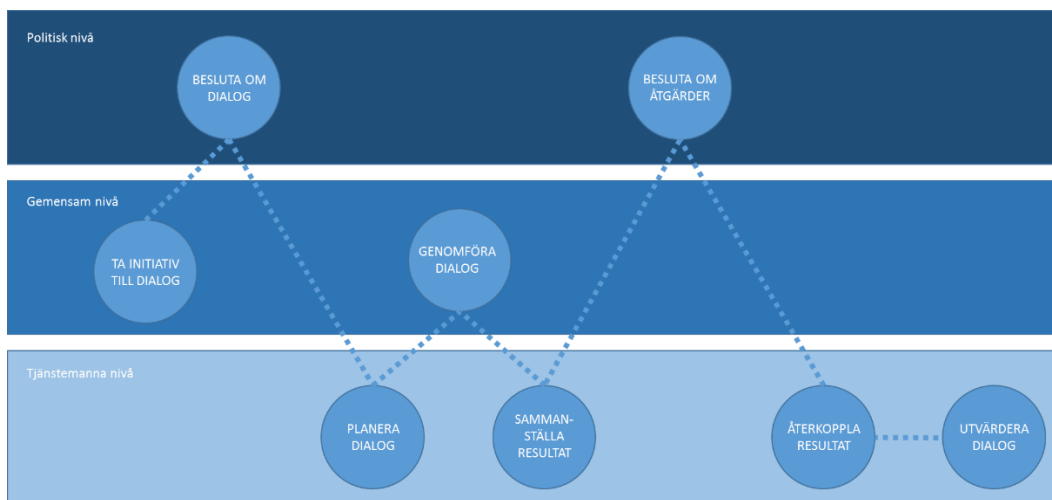 Politisk nivå
BESLUTA OM
DIALOG
BESLUTA OM
ÅTGÄRDER
Gemensam nivå
TA INITIATIV
TILL DIALOG
GENOMFÖRA
DIALOG
Tjänstemanna nivå
PLANERA
DIALOG
SAMMAN-
STÄLLA
RESULTAT
ÅTERKOPPLA
RESULTAT
UTVÄRDERA
DIALOG